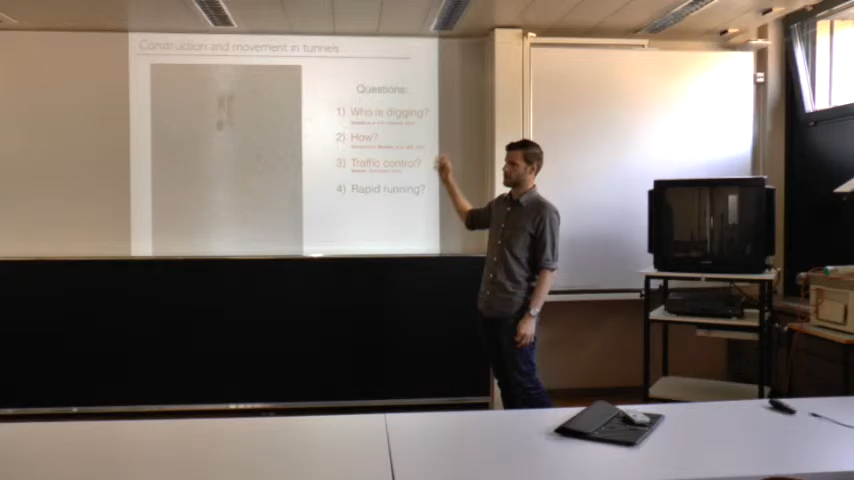 Construction and movement in tunnels
Questions:
1) Who is digging?
2) How?
3) Traffic control?
4) Rapid running?